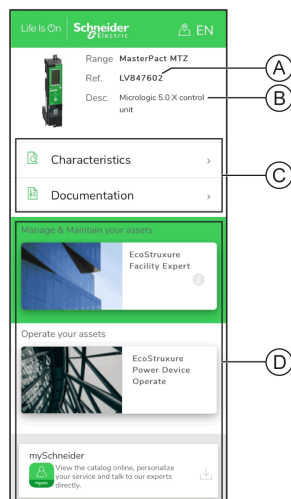 Life Is On | Schneider Electric EN
Range MasterPact MTZ
Ref. LV847602
Desc. Micrologic 5.0 X control
unit
A
B
Characteristics ›
Documentation ›
C
Manage & Maintain your assets
EcoStruxure
Facility Expert
Operate your assets
EcoStruxure
Power Device
Operate
D
mySchneider
View the catalog online, personalize
your service and talk to our experts
directly.